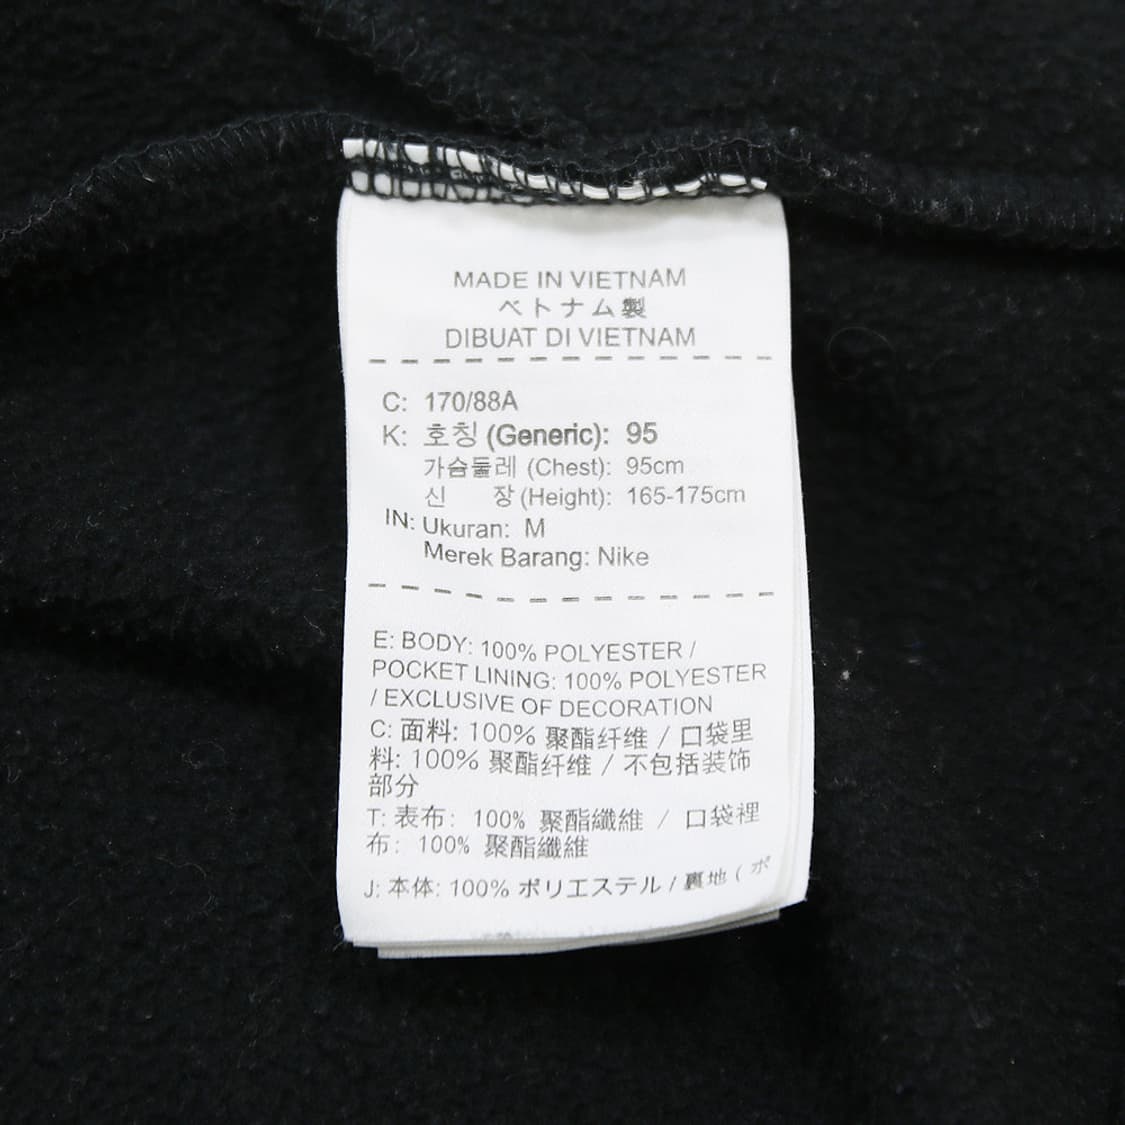 MADE IN VIETNAM
ベトナム製
DIBUAT DI VIETNAM
C: 170/88A
K: 호칭 (Generic): 95
가슴둘레 (Chest): 95cm
신 장 (Height): 165-175cm
IN: Ukuran: M
Merek Barang: Nike
E: BODY: 100% POLYESTER /
POCKET LINING: 100% POLYESTER
/ EXCLUSIVE OF DECORATION
C: 面料: 100% 聚酯纤维 / 口袋里
料: 100% 聚酯纤维 / 不包括装饰
部分
T: 表布: 100% 聚酯纖維 / 口袋裡
布: 100% 聚酯纖維
J: 本体: 100% ポリエステル / 裏地 ( ポ